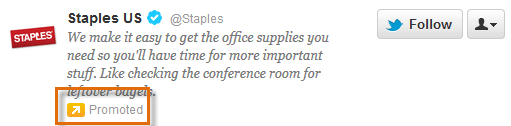 Staples US @Staples
STAPLES
Follow
We make it easy to get the office supplies you
need so you'll have time for more important
stuff. Like checking the conference room for
leftover bagels.
Promoted